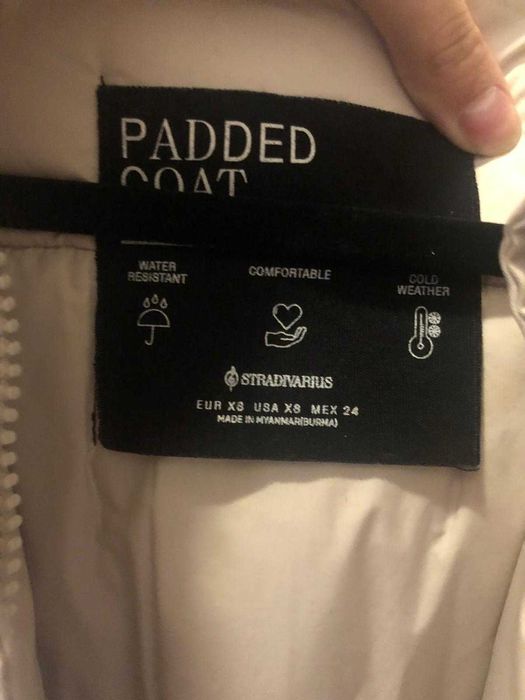 PADDED
COAT
WATER
RESISTANT
COMFORTABLE
COLD
WEATHER
STRADIVARIUS
EUR XS USA XS MEX 24
MADE IN MYANMAR(BURMA)